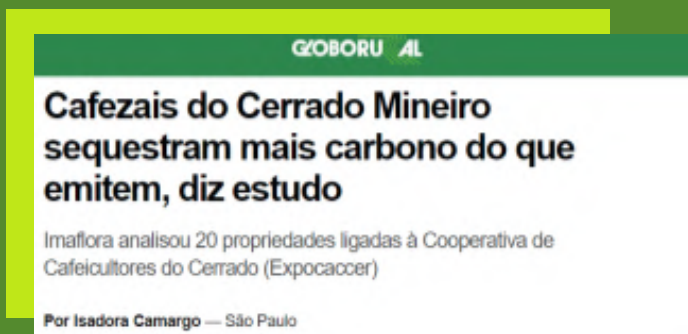 GLOBORURAL
Cafezais do Cerrado Mineiro
sequestram mais carbono do que
emitem, diz estudo
Imaflora analisou 20 propriedades ligadas à Cooperativa de
Cafeicultores do Cerrado (Expocaccer)
Por Isadora Camargo — São Paulo